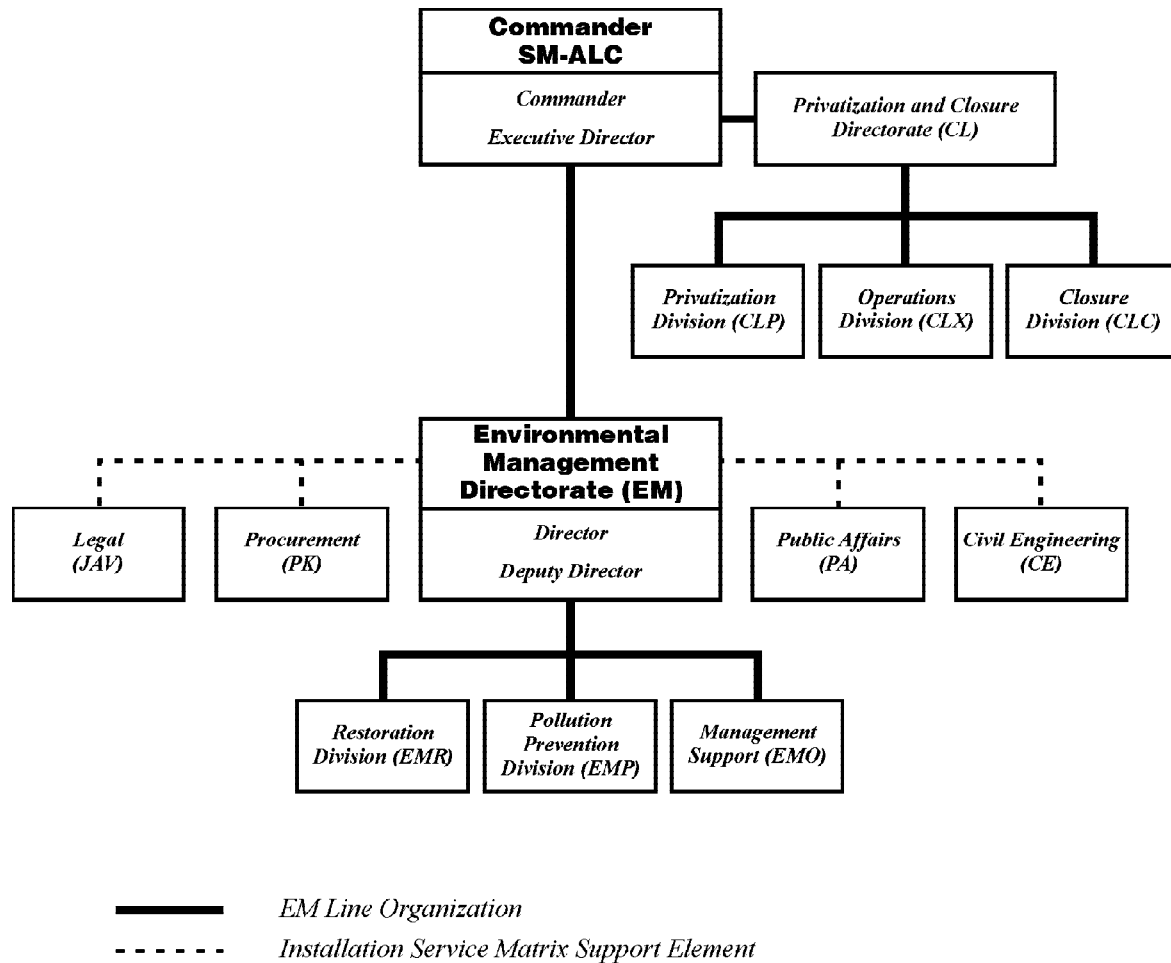 Commander
SM-ALC
Commander
Executive Director
Privatization and Closure
Directorate (CL)
Privatization
Division (CLP)
Operations
Division (CLX)
Closure
Division (CLC)
Environmental
Management
Directorate (EM)
Director
Deputy Director
Legal
(JAV)
Procurement
(PK)
Public Affairs
(PA)
Civil Engineering
(CE)
Restoration
Division (EMR)
Pollution
Prevention
Division (EMP)
Management
Support (EMO)
EM Line Organization
Installation Service Matrix Support Element